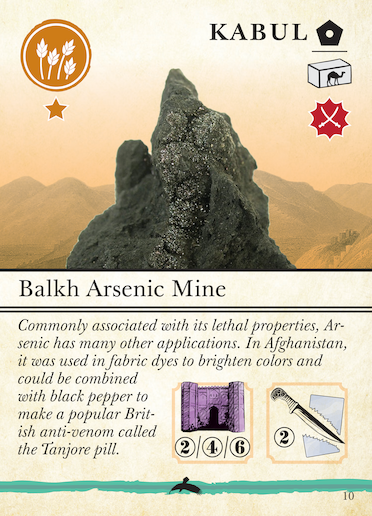 KABUL
Balkh Arsenic Mine
Commonly associated with its lethal properties, Ar-
senic has many other applications. In Afghanistan,
it was used in fabric dyes to brighten colors and
could be combined
with black pepper to
make a popular Brit-
ish anti-venom called
the Tanjore pill.
2/4/6
2
10